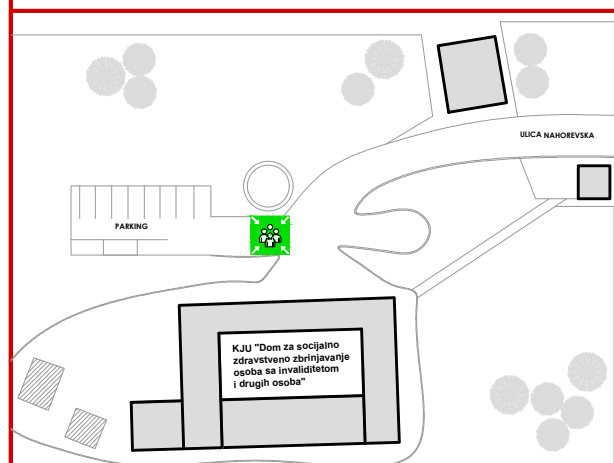 ULICA NAHOREVSKA
PARKING
KJU "Dom za socijalno
zdravstveno zbrinjavanje
osoba sa invaliditetom
i drugih osoba"